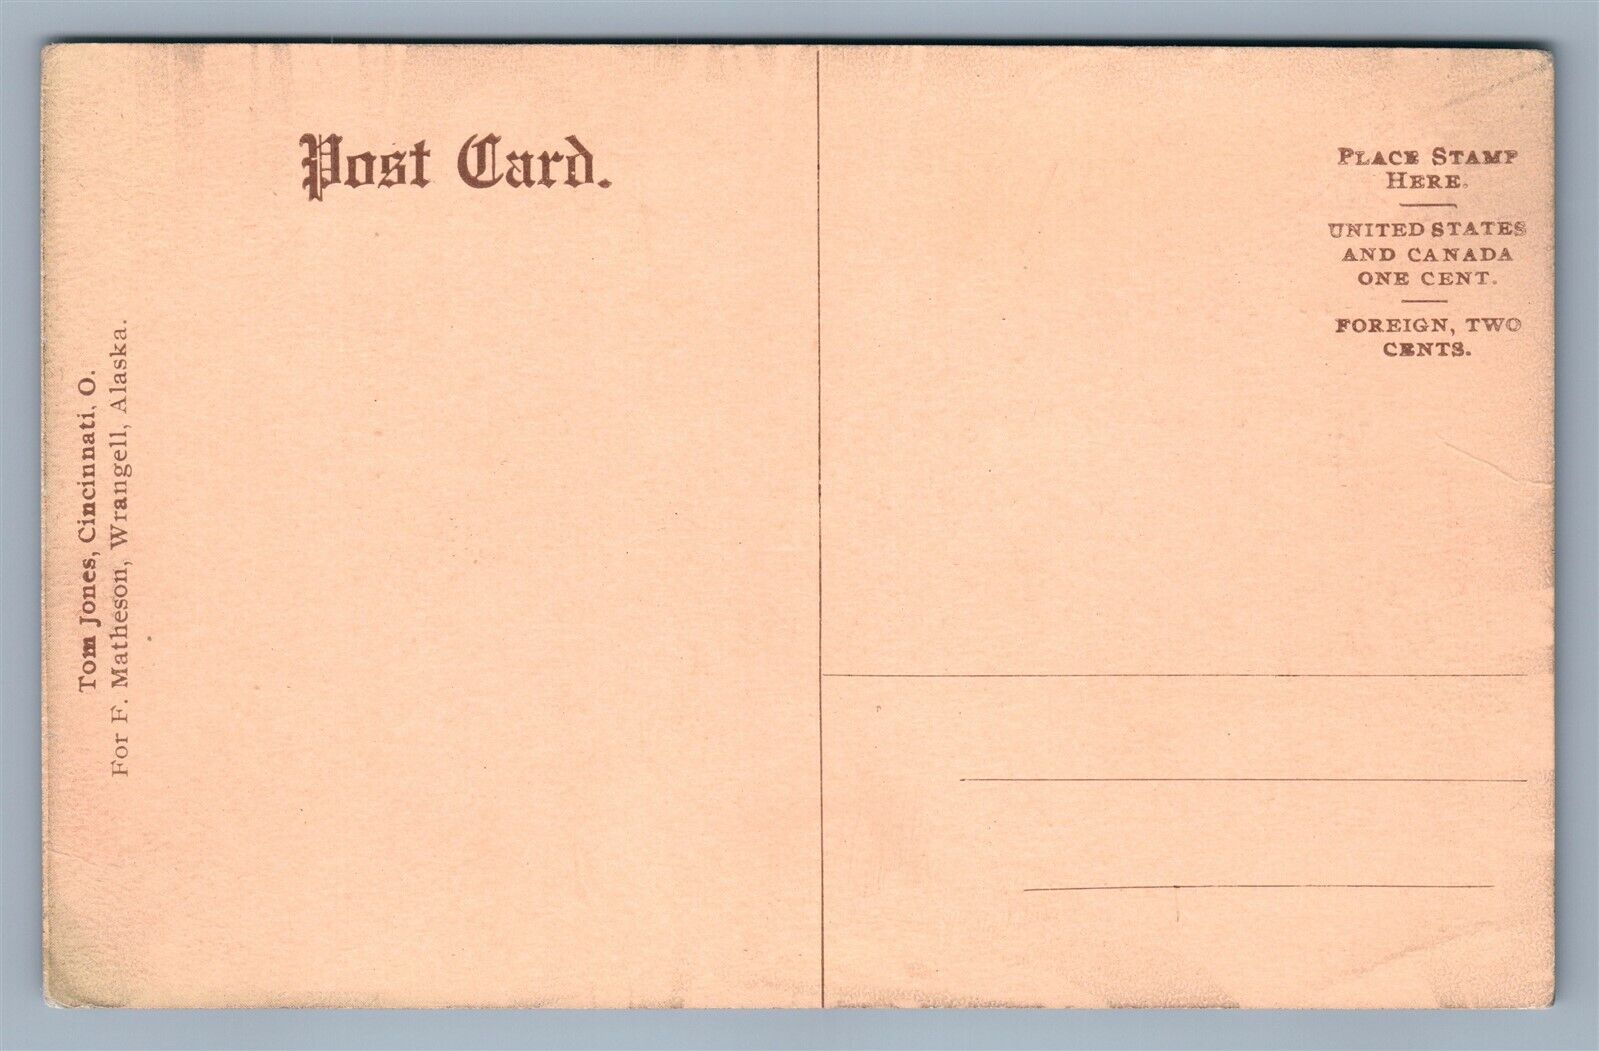 Post Card.
PLACE STAMP
HERE.
UNITED STATES
AND CANADA
ONE CENT.
FOREIGN, TWO
CENTS.
Tom Jones, Cincinnati, O.
For F. Matheson, Wrangell, Alaska.